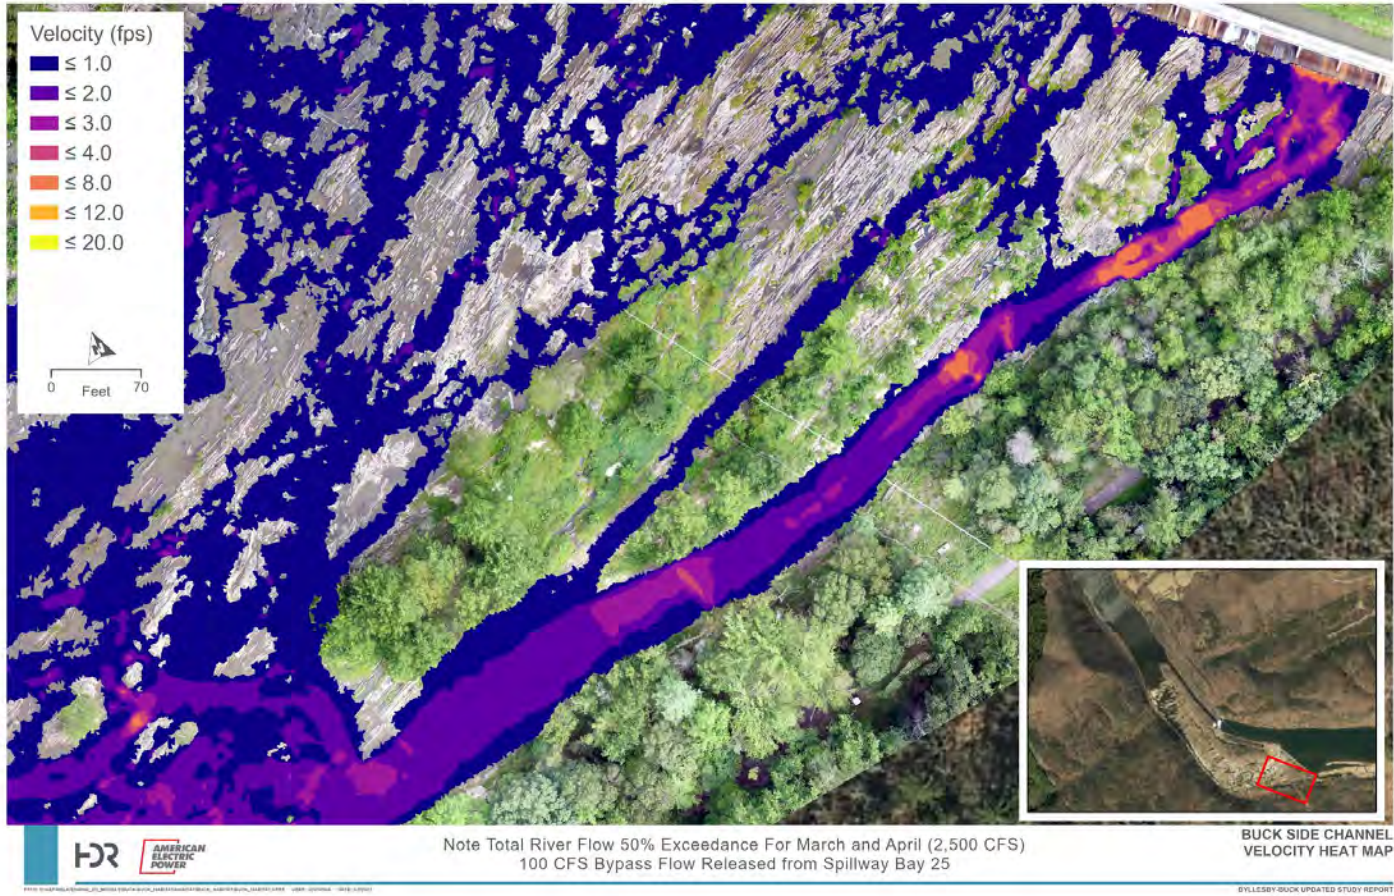 Velocity (fps)
≤ 1.0
≤ 2.0
≤ 3.0
≤ 4.0
≤ 8.0
≤ 12.0
≤ 20.0
0 70
Feet
HDR
AMERICAN
ELECTRIC
POWER
Note Total River Flow 50% Exceedance For March and April (2,500 CFS)
100 CFS Bypass Flow Released from Spillway Bay 25
BUCK SIDE CHANNEL
VELOCITY HEAT MAP
BYLLESBY-BUCK UPDATED STUDY REPORT